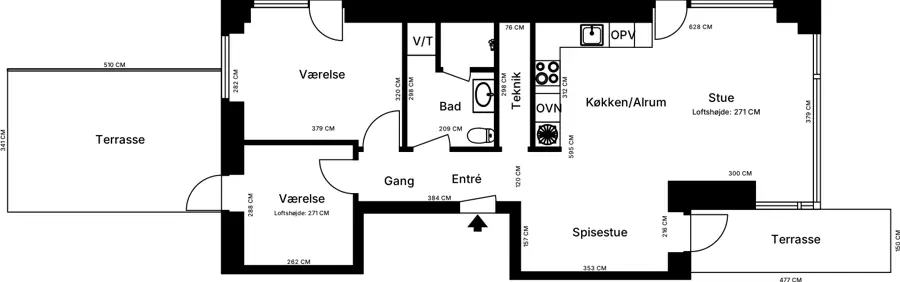 76 CM
628 CM
V/T
OPV
510 CM
Værelse
282 CM
320 CM
298 CM
298 CM
Teknik
312 CM
OVN
Køkken/Alrum
Stue
Loftshøjde: 271 CM
379 CM
Bad
379 CM
209 CM
341 CM
Terrasse
595 CM
Gang
Entré
120 CM
300 CM
Værelse
Loftshøjde: 271 CM
288 CM
384 CM
157 CM
Spisestue
216 CM
Terrasse
150 CM
262 CM
353 CM
477 CM